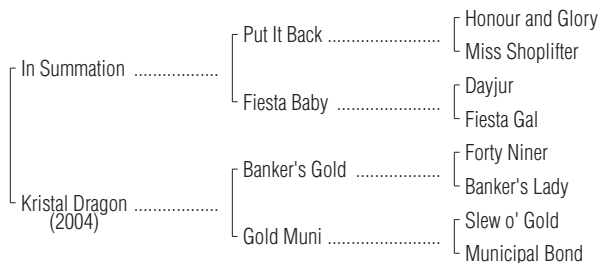 Honour and Glory
Put It Back ........................
Miss Shoplifter
In Summation ..................
Dayjur
Fiesta Baby ......................
Fiesta Gal
Forty Niner
Banker's Gold ..................
Banker's Lady
Kristal Dragon ..................
(2004)
Slew o' Gold
Gold Muni ........................
Municipal Bond